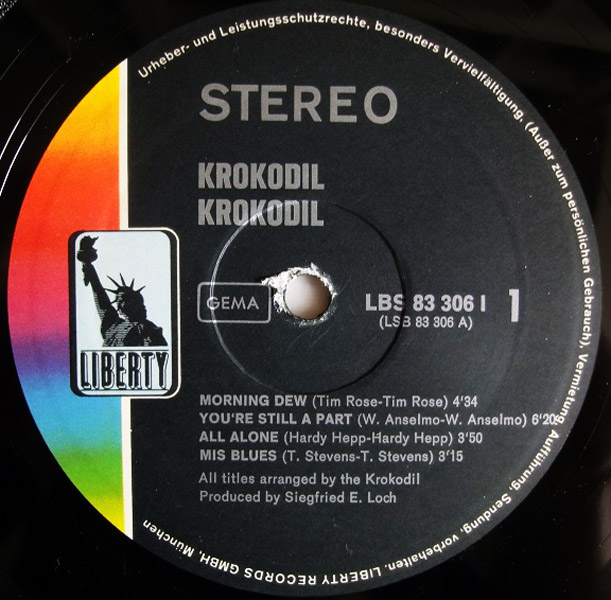 Urheber- und Leistungsschutzrechte, besonders Vervielfältigung, (Außer zum persönlichen Gebrauch), Vermietung, Aufführung, Sendung, vorbehalten. LIBERTY RECORDS GMBH, München
STEREO
KROKODIL
KROKODIL
GEMA
LBS 83 306 I 1
(LSB 83 306 A)
LIBERTY
MORNING DEW (Tim Rose-Tim Rose) 4'34
YOU'RE STILL A PART (W. Anselmo-W. Anselmo) 6'20
ALL ALONE (Hardy Hepp-Hardy Hepp) 3'50
MIS BLUES (T. Stevens-T. Stevens) 3'15
All titles arranged by the Krokodil
Produced by Siegfried E. Loch